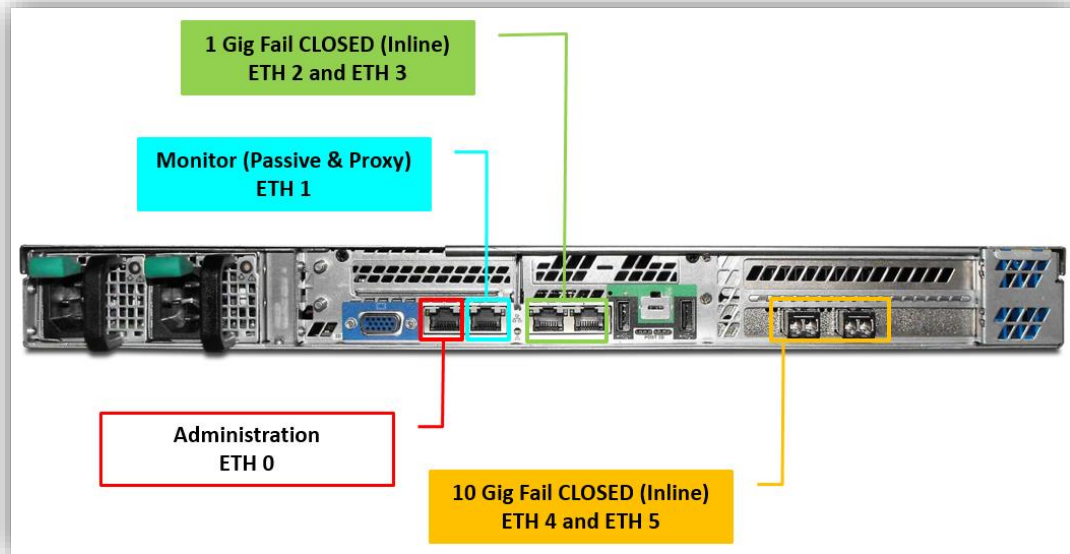 1 Gig Fail CLOSED (Inline)
ETH 2 and ETH 3
Monitor (Passive & Proxy)
ETH 1
Administration
ETH 0
10 Gig Fail CLOSED (Inline)
ETH 4 and ETH 5